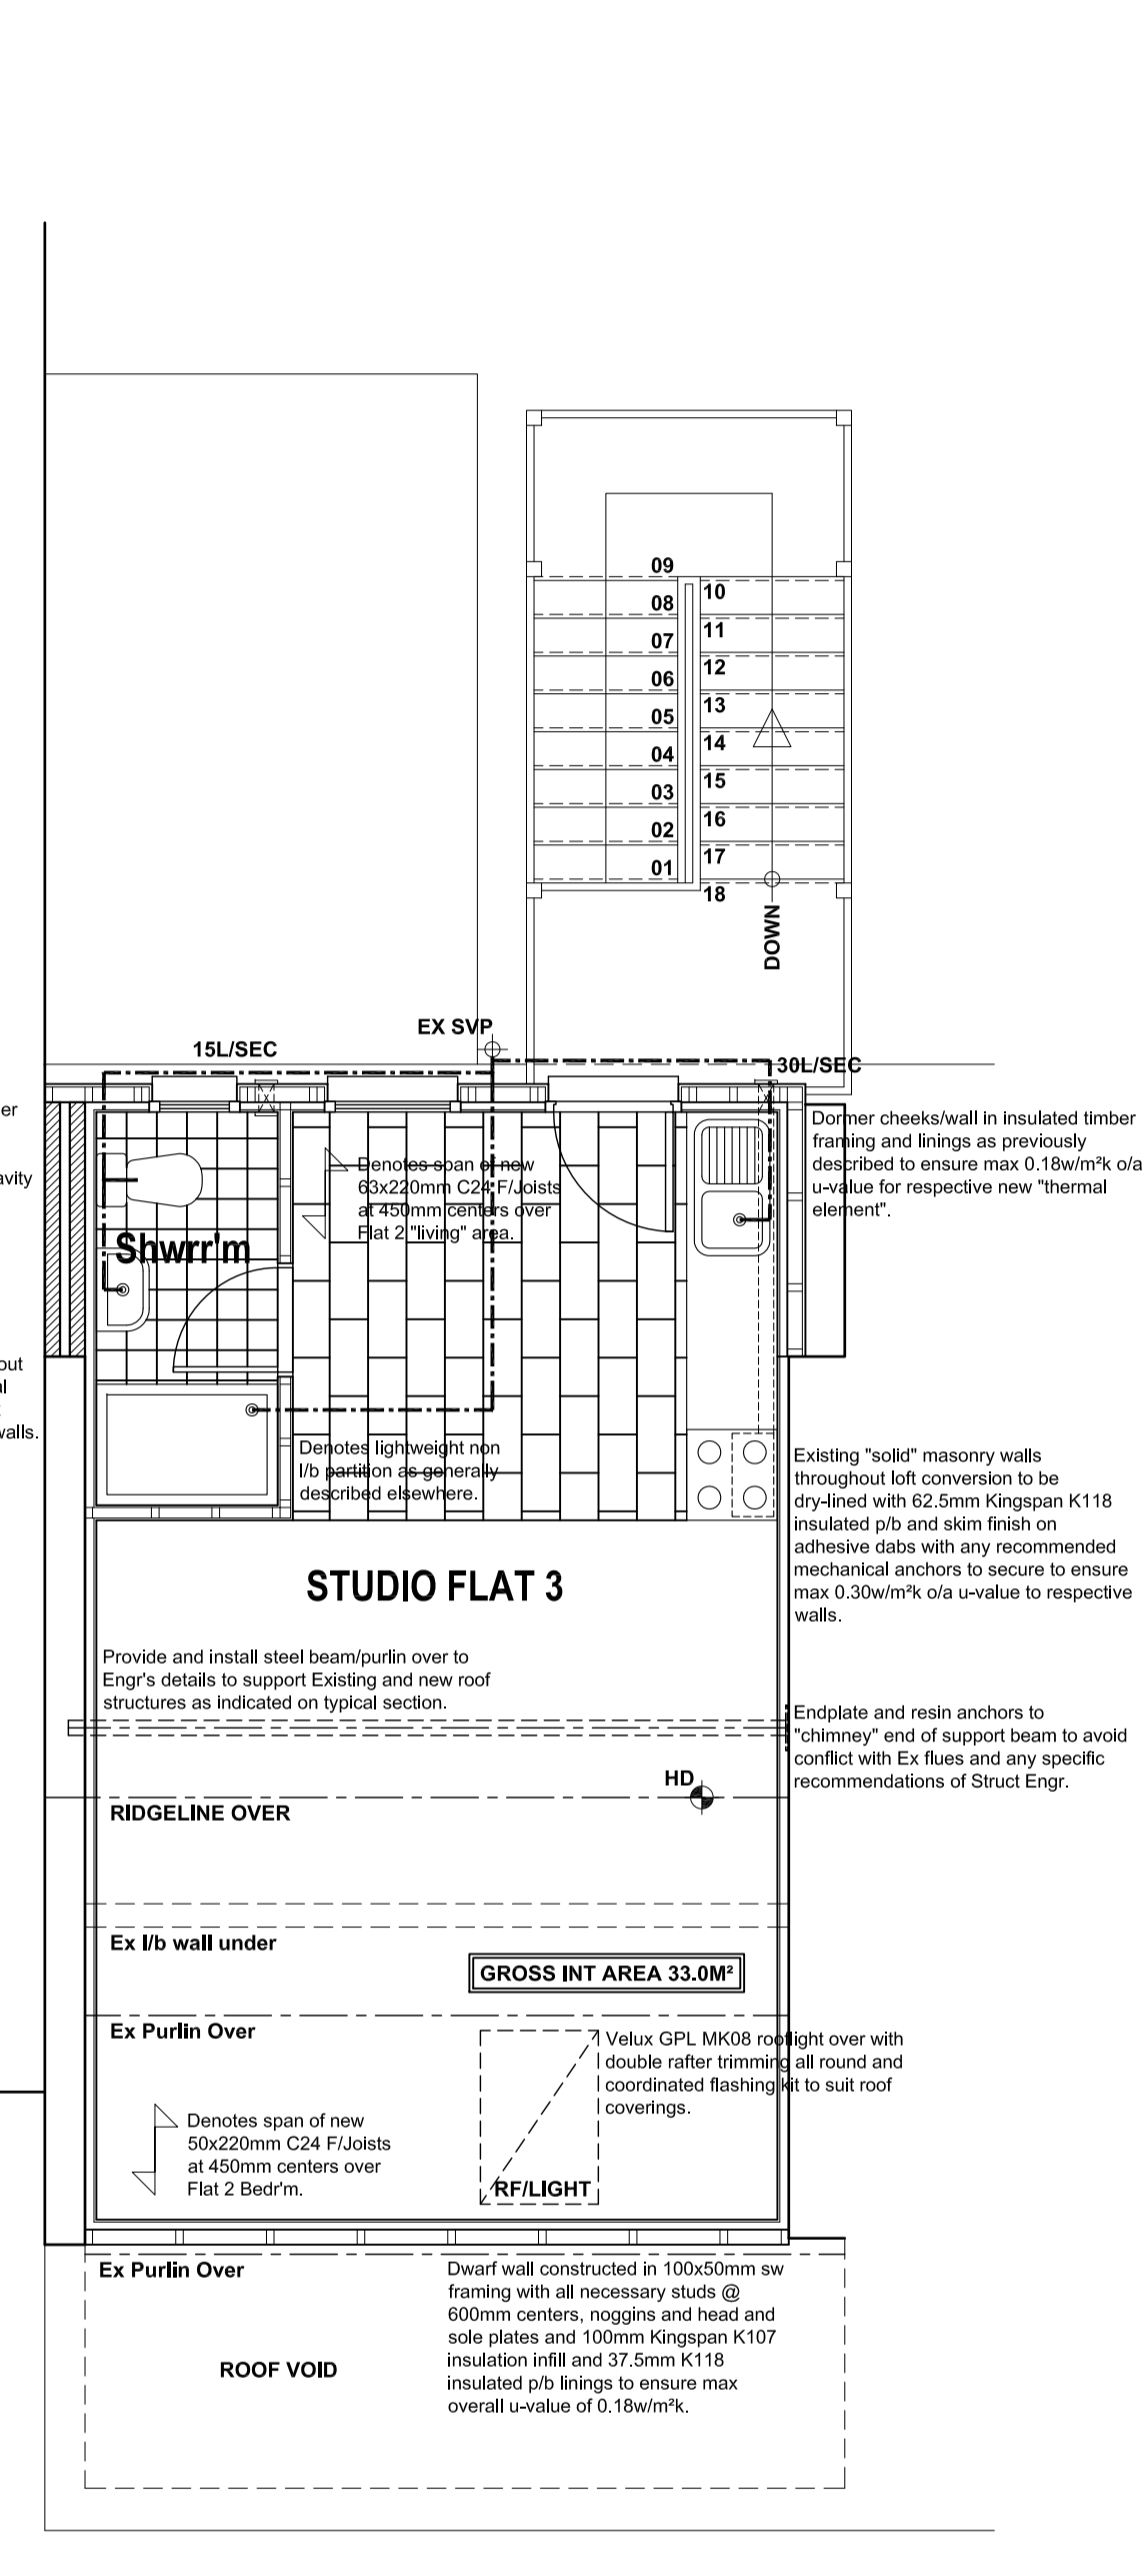 09
08
07
06
05
04
03
02
01
10
11
12
13
14
15
16
17
18
DOWN
EX SVP
15L/SEC
30L/SEC
er
avity
out
al
walls.
Dormer cheeks/wall in insulated timber
framing and linings as previously
described to ensure max 0.18w/m²k o/a
u-value for respective new "thermal
element".
Denotes span of new
63x220mm C24 F/Joists
at 450mm centers over
Flat 2 "living" area.
Shwrr'm
Denotes lightweight non
l/b partition as generally
described elsewhere.
Existing "solid" masonry walls
throughout loft conversion to be
dry-lined with 62.5mm Kingspan K118
insulated p/b and skim finish on
adhesive dabs with any recommended
mechanical anchors to secure to ensure
max 0.30w/m²k o/a u-value to respective
walls.
STUDIO FLAT 3
Provide and install steel beam/purlin over to
Engr's details to support Existing and new roof
structures as indicated on typical section.
Endplate and resin anchors to
"chimney" end of support beam to avoid
conflict with Ex flues and any specific
recommendations of Struct Engr.
HD
RIDGELINE OVER
Ex l/b wall under
GROSS INT AREA 33.0M²
Ex Purlin Over
Velux GPL MK08 rooflight over with
double rafter trimming all round and
coordinated flashing kit to suit roof
coverings.
Denotes span of new
50x220mm C24 F/Joists
at 450mm centers over
Flat 2 Bedr'm.
RF/LIGHT
Ex Purlin Over
Dwarf wall constructed in 100x50mm sw
framing with all necessary studs @
600mm centers, noggins and head and
sole plates and 100mm Kingspan K107
insulation infill and 37.5mm K118
insulated p/b linings to ensure max
overall u-value of 0.18w/m²k.
ROOF VOID